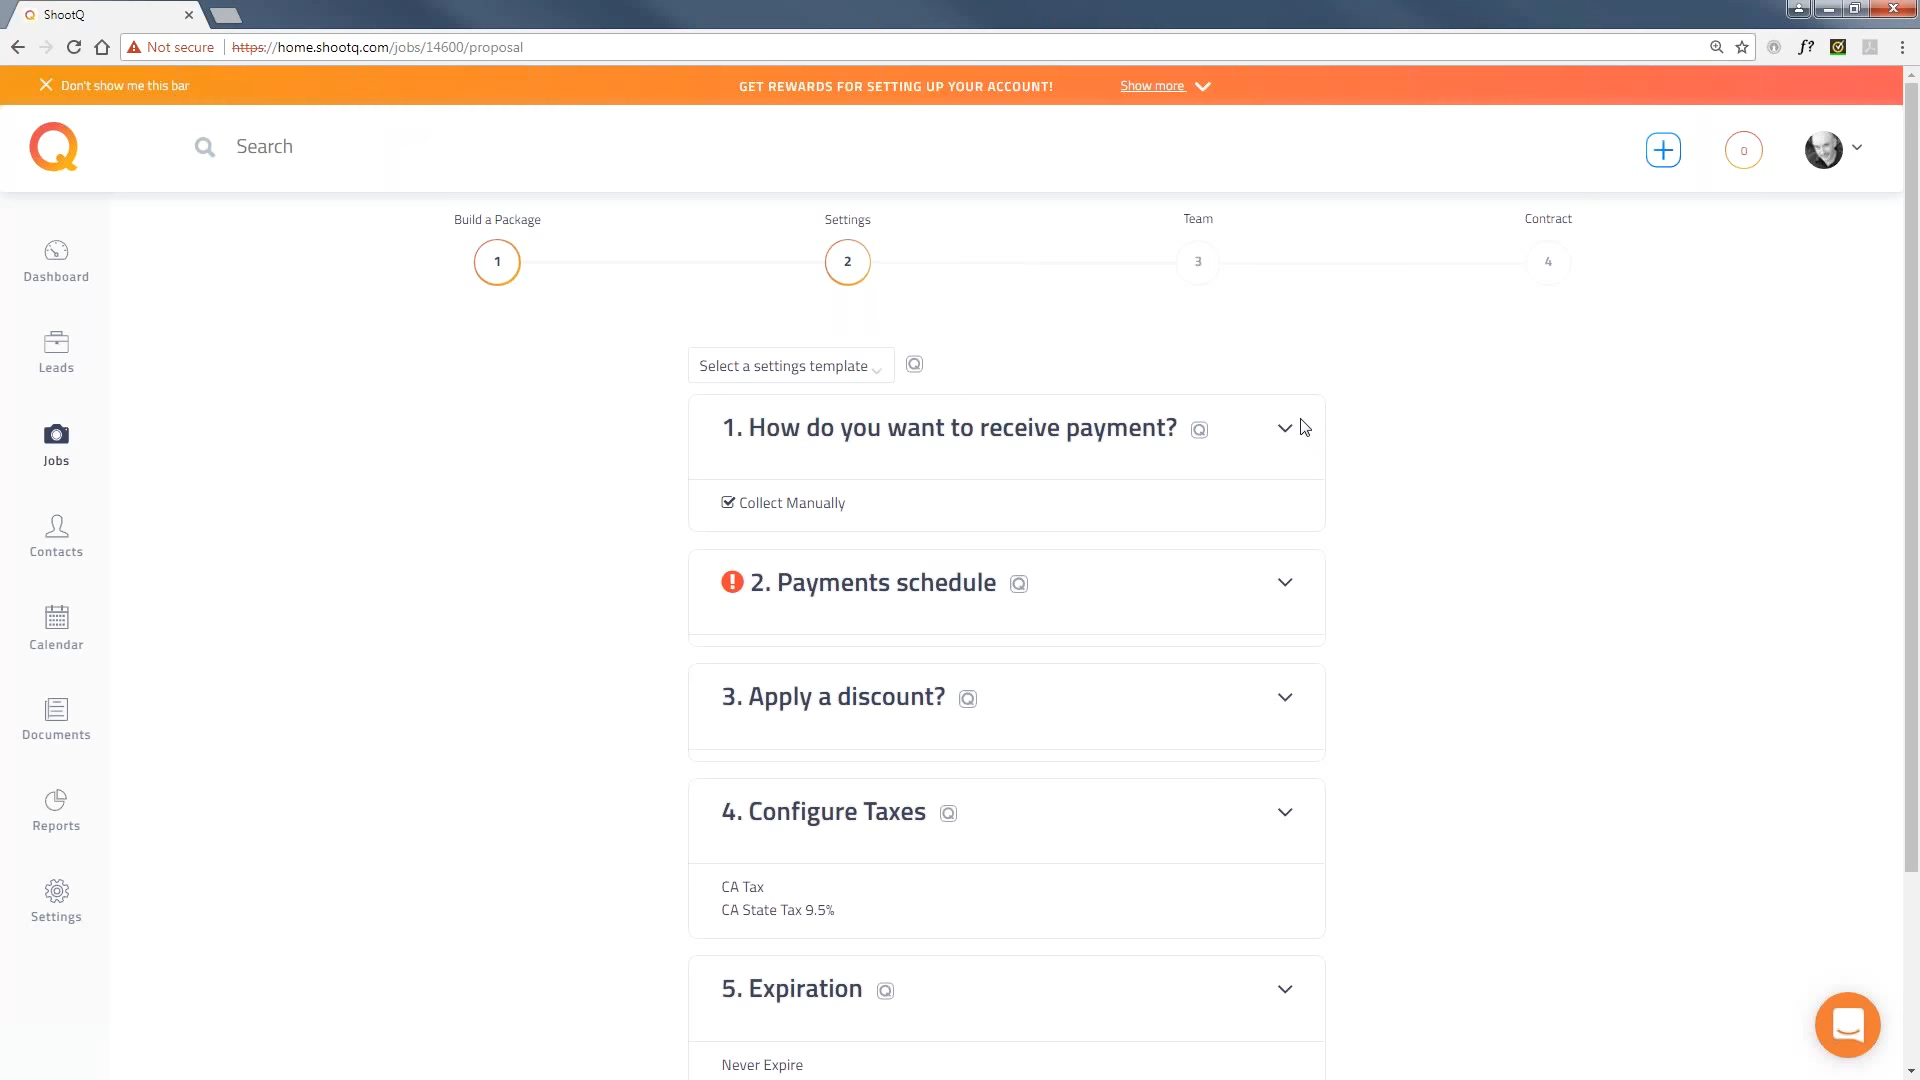 ShootQ
Not secure https://home.shootq.com/jobs/14600/proposal
f?
Don't show me this bar
GET REWARDS FOR SETTING UP YOUR ACCOUNT!
Show more
Q
Search
0
Build a Package
Settings
Team
Contract
1
2
3
4
Dashboard
Leads
Jobs
Contacts
Calendar
Documents
Reports
Settings
Select a settings template
1. How do you want to receive payment?
Collect Manually
2. Payments schedule
3. Apply a discount?
4. Configure Taxes
CA Tax
CA State Tax 9.5%
5. Expiration
Never Expire